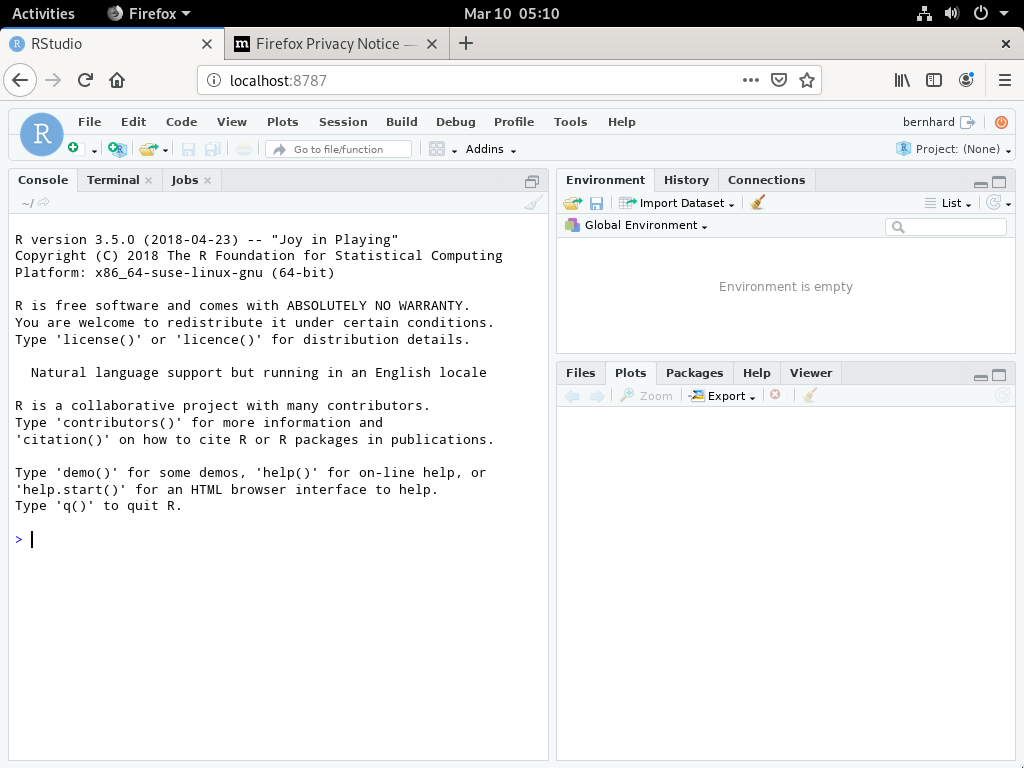 Activities Firefox Mar 10 05:10
RStudio Firefox Privacy Notice —
localhost:8787
R File Edit Code View Plots Session Build Debug Profile Tools Help bernhard
Go to file/function Addins Project: (None)
Console Terminal Jobs
~/
R version 3.5.0 (2018-04-23) -- "Joy in Playing"
Copyright (C) 2018 The R Foundation for Statistical Computing
Platform: x86_64-suse-linux-gnu (64-bit)
R is free software and comes with ABSOLUTELY NO WARRANTY.
You are welcome to redistribute it under certain conditions.
Type 'license()' or 'licence()' for distribution details.
Natural language support but running in an English locale
R is a collaborative project with many contributors.
Type 'contributors()' for more information and
'citation()' on how to cite R or R packages in publications.
Type 'demo()' for some demos, 'help()' for on-line help, or
'help.start()' for an HTML browser interface to help.
Type 'q()' to quit R.
>
Environment History Connections
Import Dataset List
Global Environment
Environment is empty
Files Plots Packages Help Viewer
Zoom Export